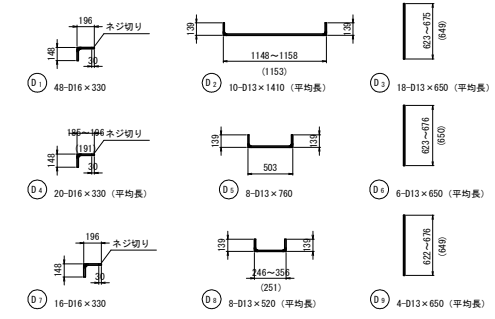 196
ネジ切り
148
30
D1
48-D16×330
139
139
1148～1158
(1153)
D2
10-D13×1410 (平均長)
623～675
(649)
D3
18-D13×650 (平均長)
185～196
ネジ切り
(191)
148
30
D4
20-D16×330 (平均長)
139
139
503
D5
8-D13×760
623～676
(650)
D6
6-D13×650 (平均長)
196
ネジ切り
148
30
D7
16-D16×330
139
139
246～356
(251)
D8
8-D13×520 (平均長)
622～676
(649)
D9
4-D13×650 (平均長)